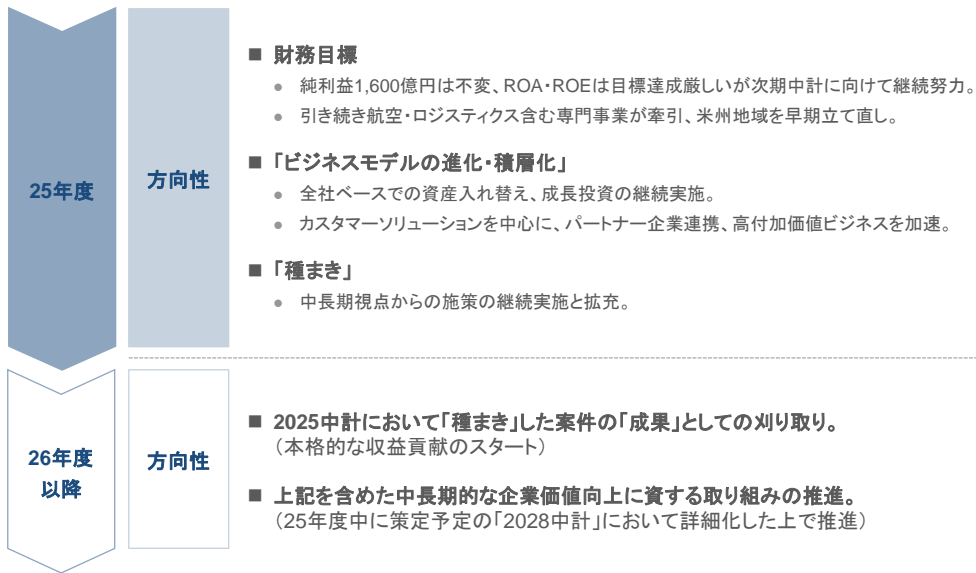 25年度
方向性
■ 財務目標
● 純利益1,600億円は不変、ROA・ROEは目標達成厳しいが次期中計に向けて継続努力。
● 引き続き航空・ロジスティクス含む専門事業が牽引、米州地域を早期立て直し。
■ 「ビジネスモデルの進化・積層化」
● 全社ベースでの資産入れ替え、成長投資の継続実施。
● カスタマーソリューションを中心に、パートナー企業連携、高付加価値ビジネスを加速。
■ 「種まき」
● 中長期視点からの施策の継続実施と拡充。
26年度
以降
方向性
■ 2025中計において「種まき」した案件の「成果」としての刈り取り。
（本格的な収益貢献のスタート）
■ 上記を含めた中長期的な企業価値向上に資する取り組みの推進。
（25年度中に策定予定の「2028中計」において詳細化した上で推進）